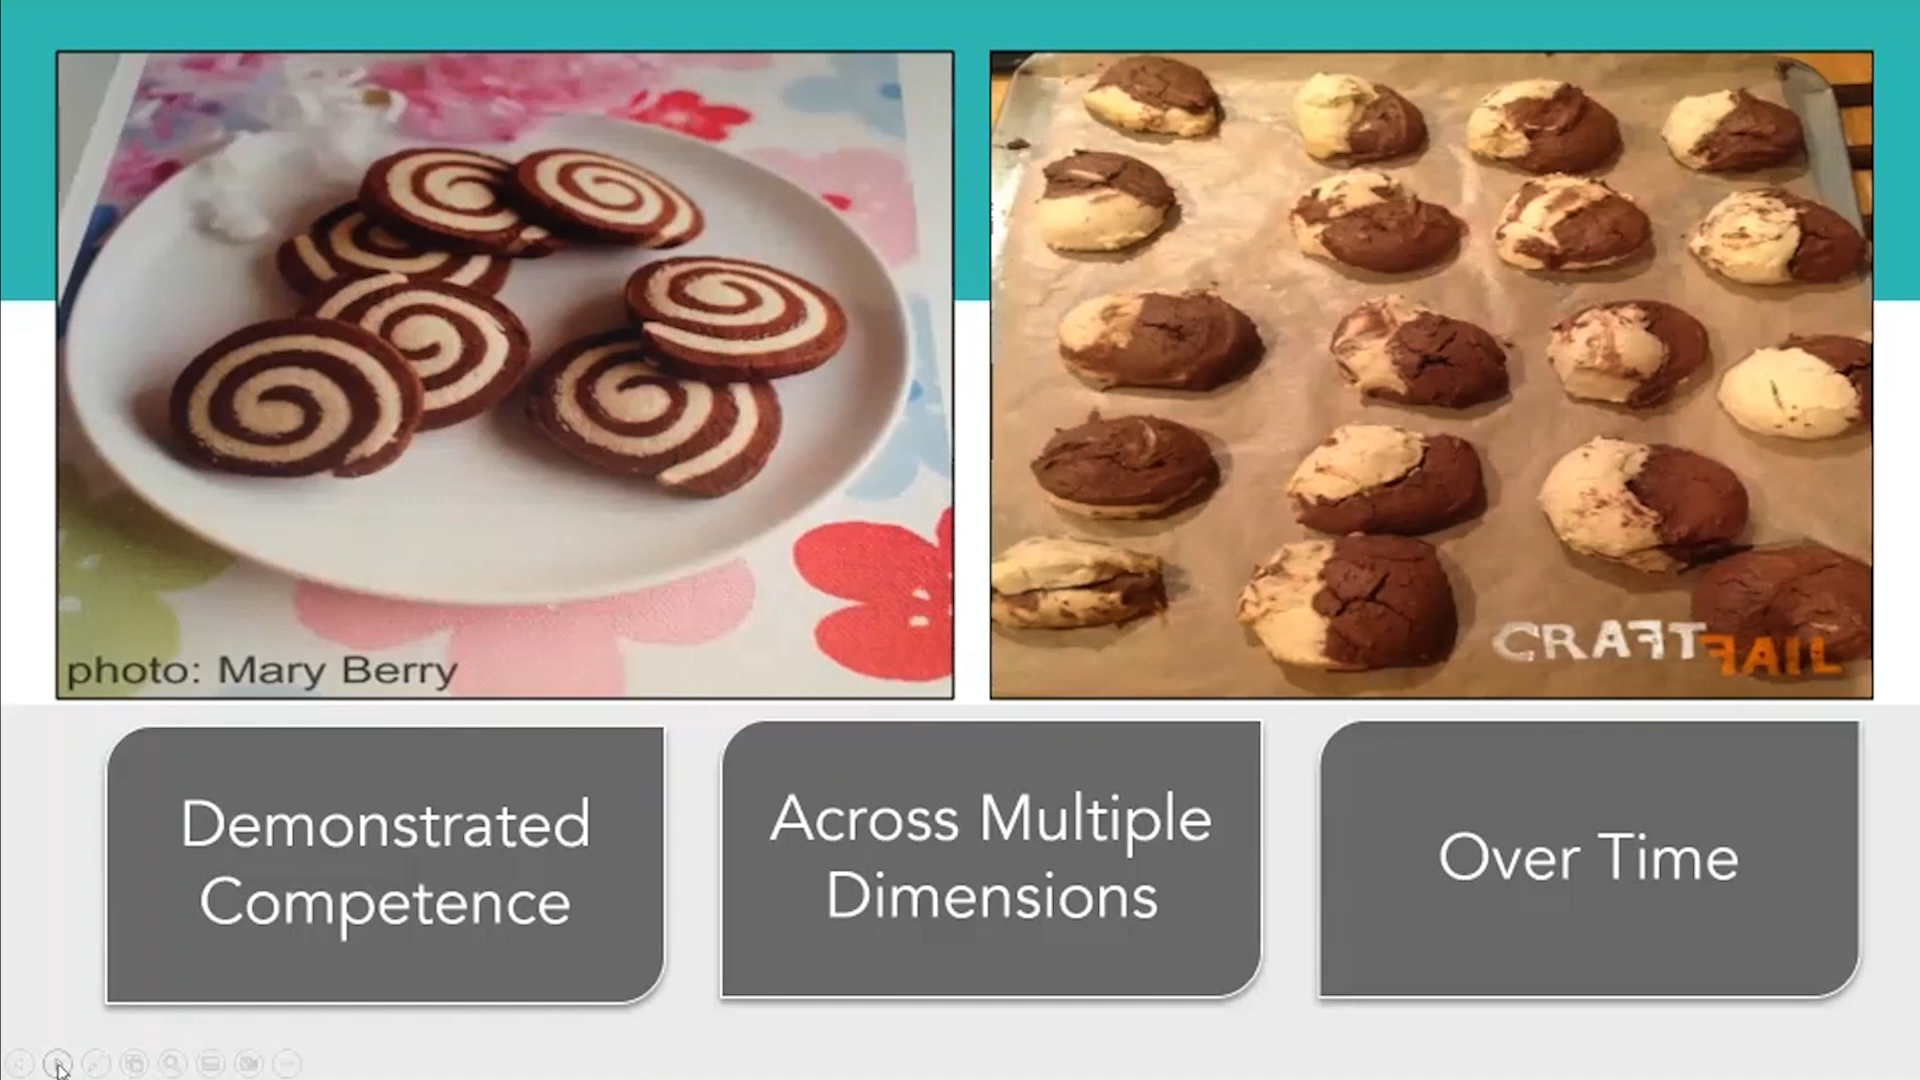 photo: Mary Berry
CRAFTFAIL
Demonstrated
Competence
Across Multiple
Dimensions
Over Time